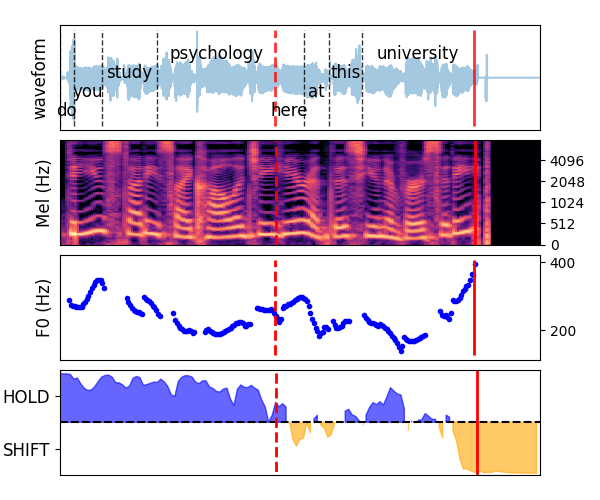 waveform
psychology
university
study
this
you
at
do
here
Mel (Hz)
4096
2048
1024
512
0
F0 (Hz)
400
200
HOLD
SHIFT